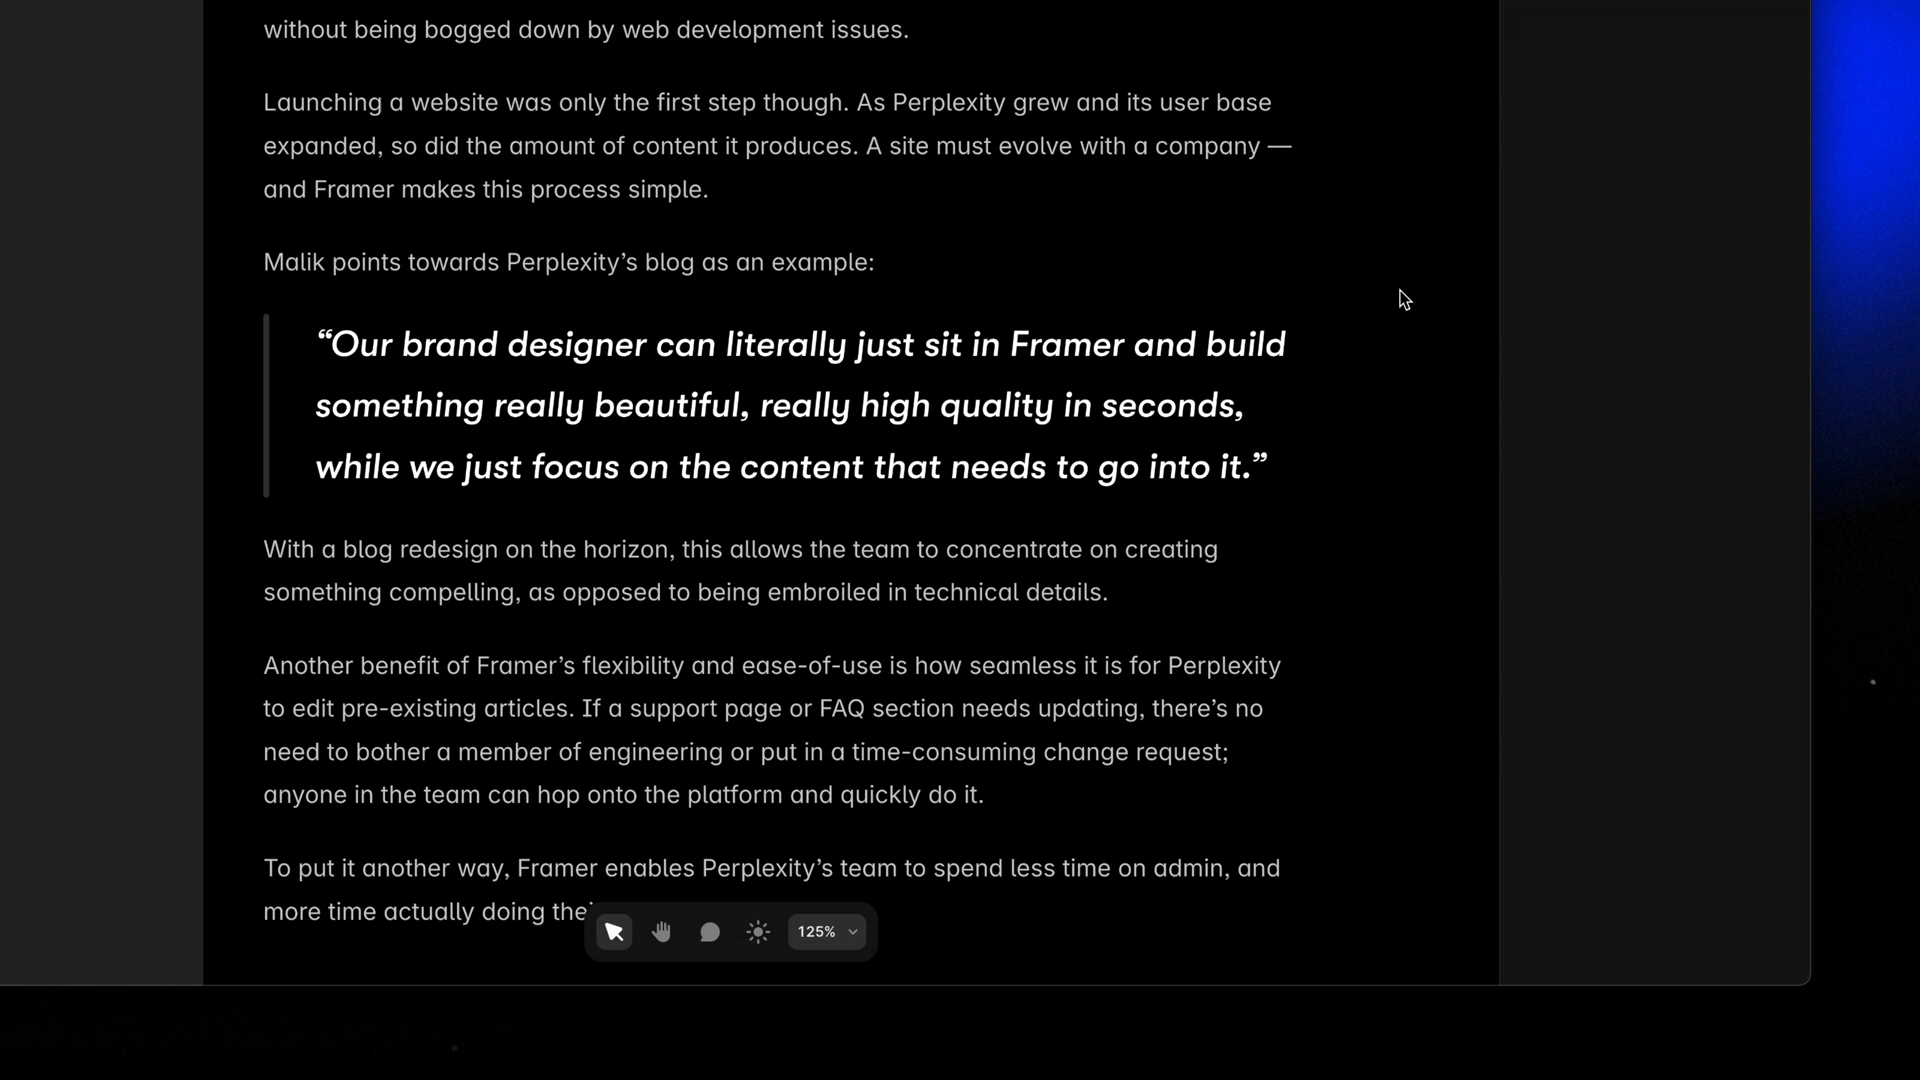 without being bogged down by web development issues.
Launching a website was only the first step though. As Perplexity grew and its user base
expanded, so did the amount of content it produces. A site must evolve with a company —
and Framer makes this process simple.
Malik points towards Perplexity’s blog as an example:
“Our brand designer can literally just sit in Framer and build
something really beautiful, really high quality in seconds,
while we just focus on the content that needs to go into it.”
With a blog redesign on the horizon, this allows the team to concentrate on creating
something compelling, as opposed to being embroiled in technical details.
Another benefit of Framer’s flexibility and ease-of-use is how seamless it is for Perplexity
to edit pre-existing articles. If a support page or FAQ section needs updating, there’s no
need to bother a member of engineering or put in a time-consuming change request;
anyone in the team can hop onto the platform and quickly do it.
To put it another way, Framer enables Perplexity’s team to spend less time on admin, and
more time actually doing
125%